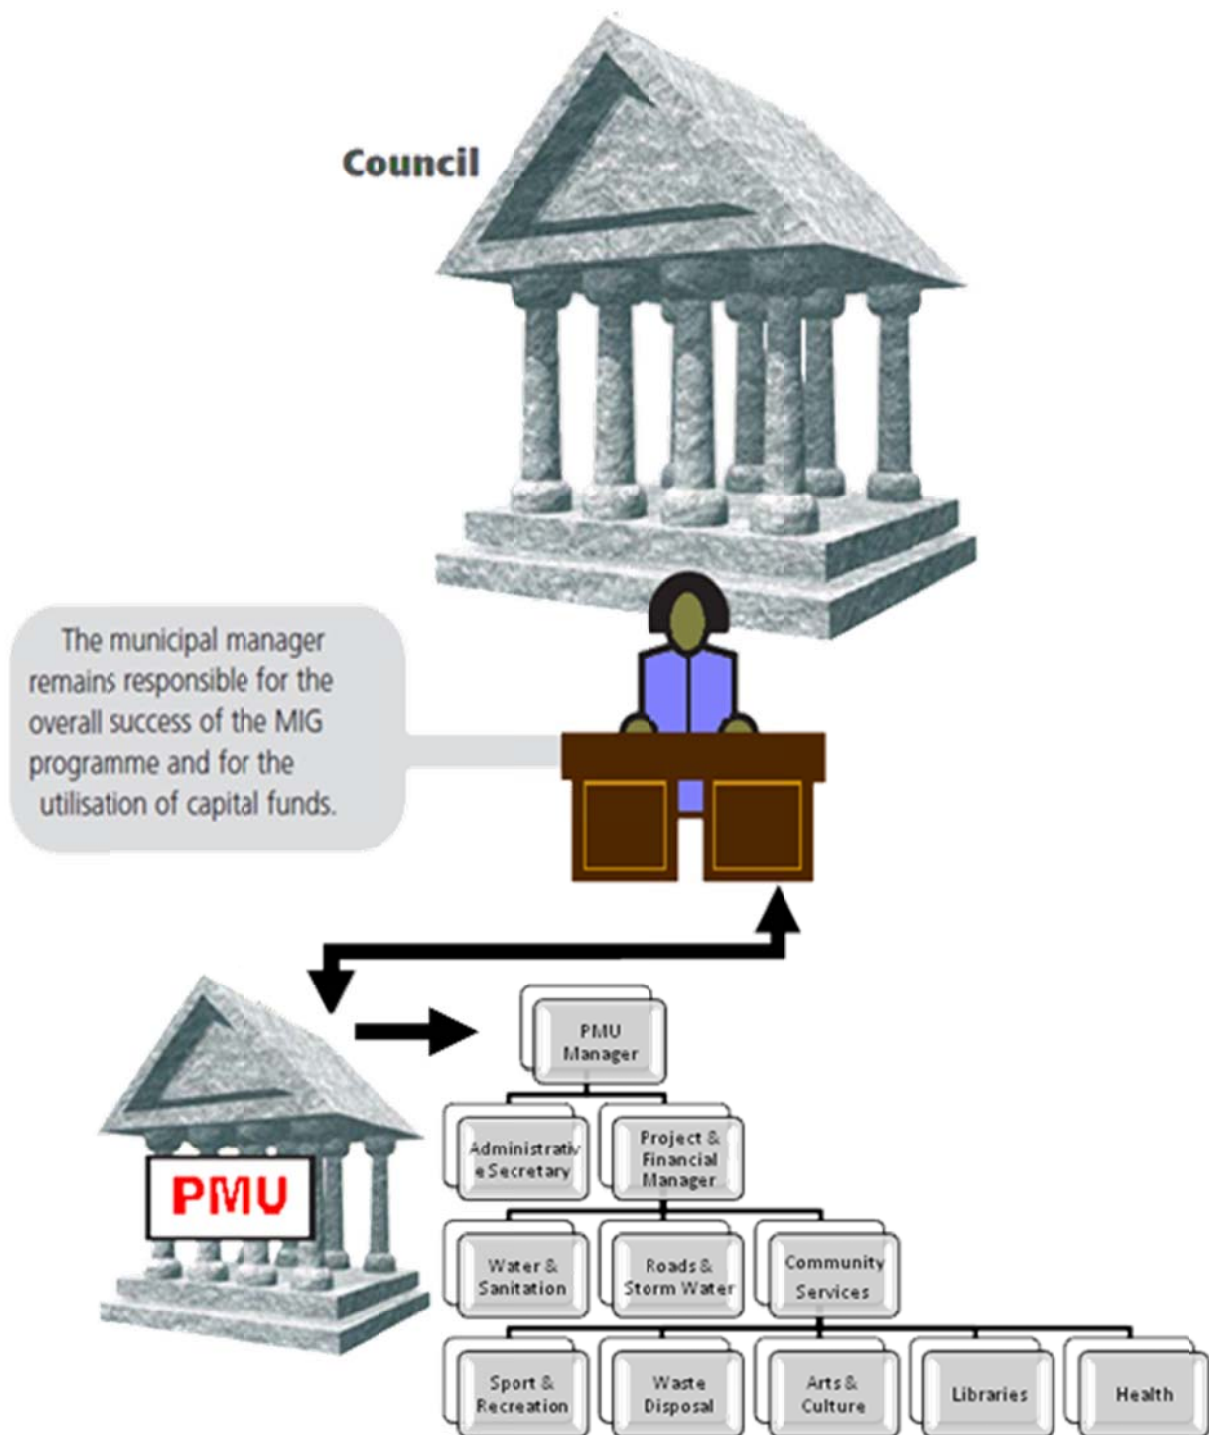 Council
The municipal manager
remains responsible for the
overall success of the MIG
programme and for the
utilisation of capital funds.
PMU
PMU
Manager
Administrativ
e Secretary
Project &
Financial
Manager
Water &
Sanitation
Roads &
Storm Water
Community
Services
Sport &
Recreation
Waste
Disposal
Arts &
Culture
Libraries
Health